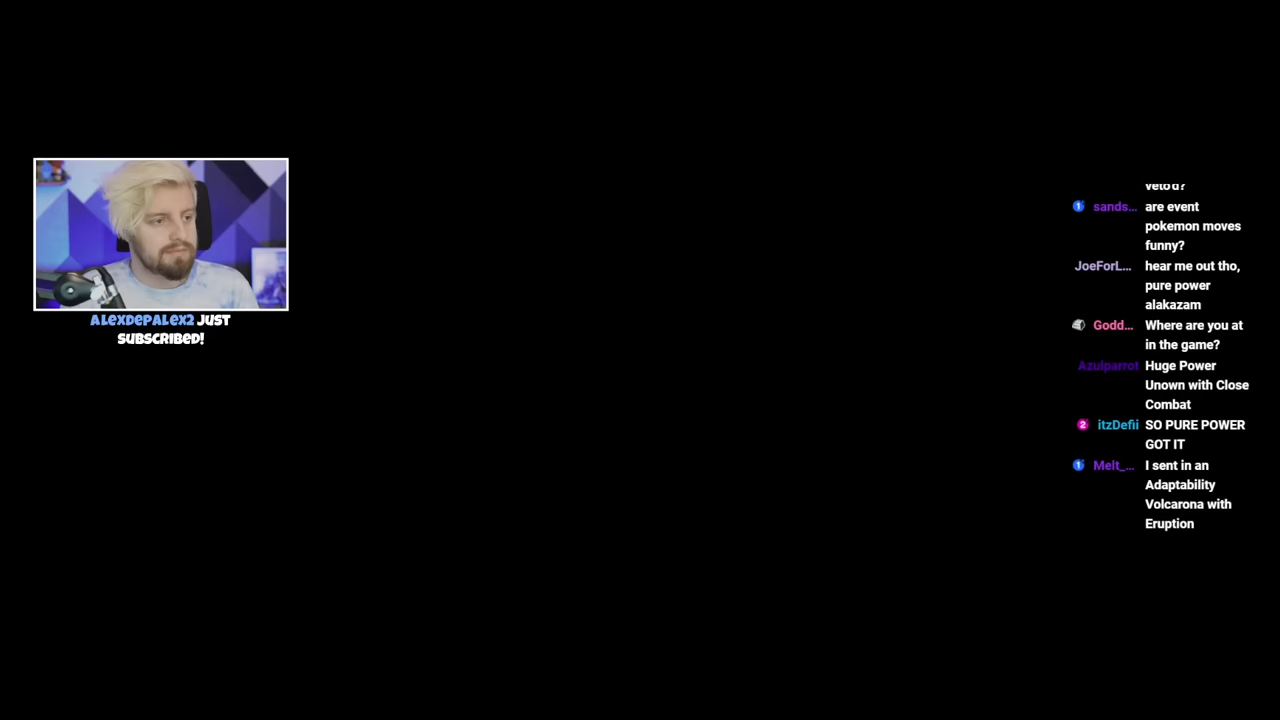 ALEXDEPALEX2 JUST
SUBSCRIBED!
veto'd?
sands... are event
pokemon moves
funny?
JoeForL... hear me out tho,
pure power
alakazam
Godd... Where are you at
in the game?
Azulparrot Huge Power
Unown with Close
Combat
itzDefii SO PURE POWER
GOT IT
Melt_... I sent in an
Adaptability
Volcarona with
Eruption